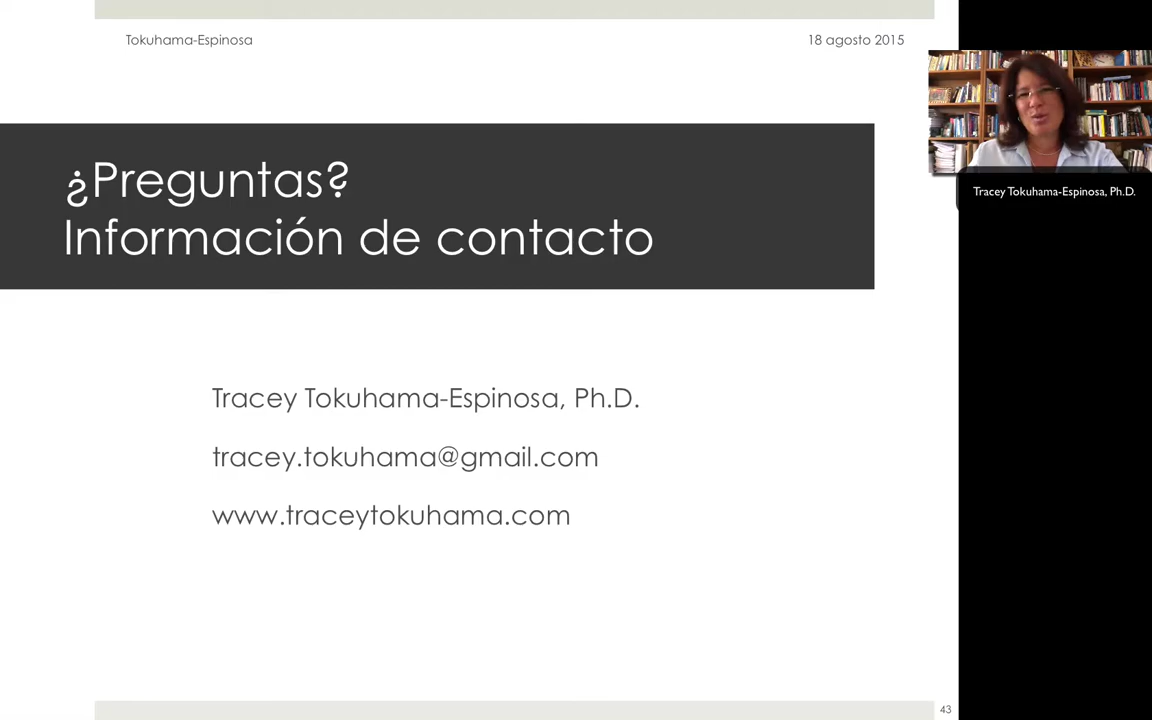 Tokuhama-Espinosa
18 agosto 2015
Tracey Tokuhama-Espinosa, Ph.D.
¿Preguntas?
Información de contacto
Tracey Tokuhama-Espinosa, Ph.D.
tracey.tokuhama@gmail.com
www.traceytokuhama.com
43